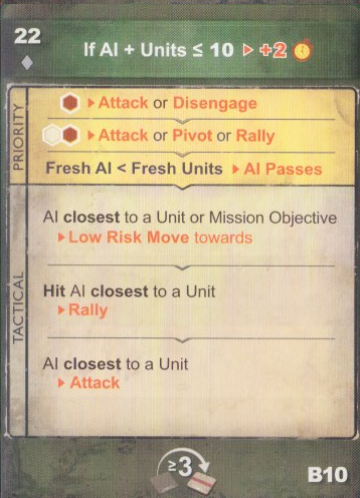 22
If AI + Units ≤ 10 ▶ +2
PRIORITY
▶ Attack or Disengage
▶ Attack or Pivot or Rally
Fresh AI < Fresh Units ▶ AI Passes
TACTICAL
AI closest to a Unit or Mission Objective
▶ Low Risk Move towards
Hit AI closest to a Unit
▶ Rally
AI closest to a Unit
▶ Attack
≥3
B10